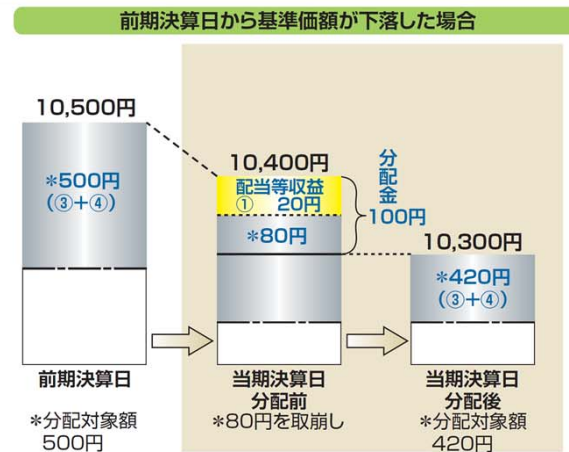 前期決算日から基準価額が下落した場合
10,500円
*500円
(③+④)
前期決算日
*分配対象額
500円
10,400円
配当等収益
① 20円
*80円
分配金
100円
当期決算日
分配前
*80円を取崩し
10,300円
*420円
(③+④)
当期決算日
分配後
*分配対象額
420円